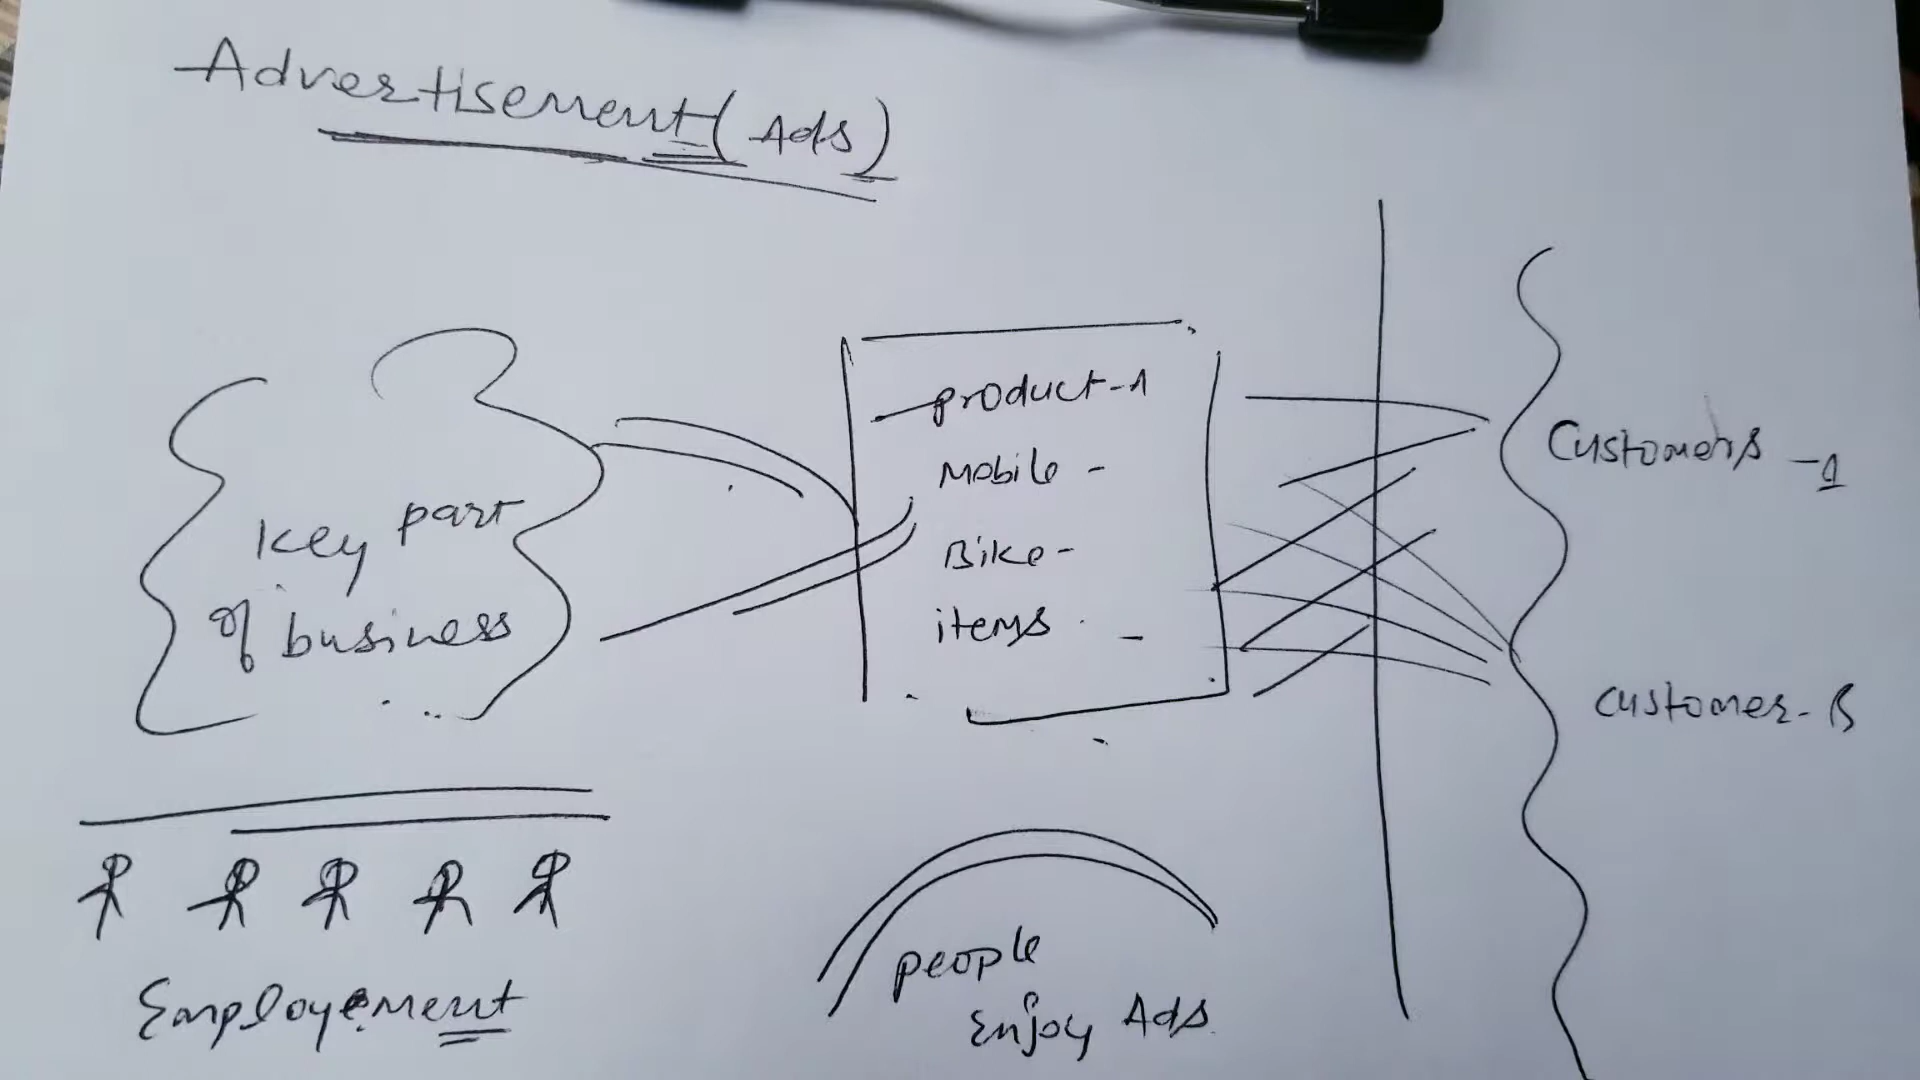 Advertisement (Ads)
Key part
of business
product-1
Mobile -
Bike -
items -
Customers - 1
Customer - B
Employement
people
Enjoy Ads